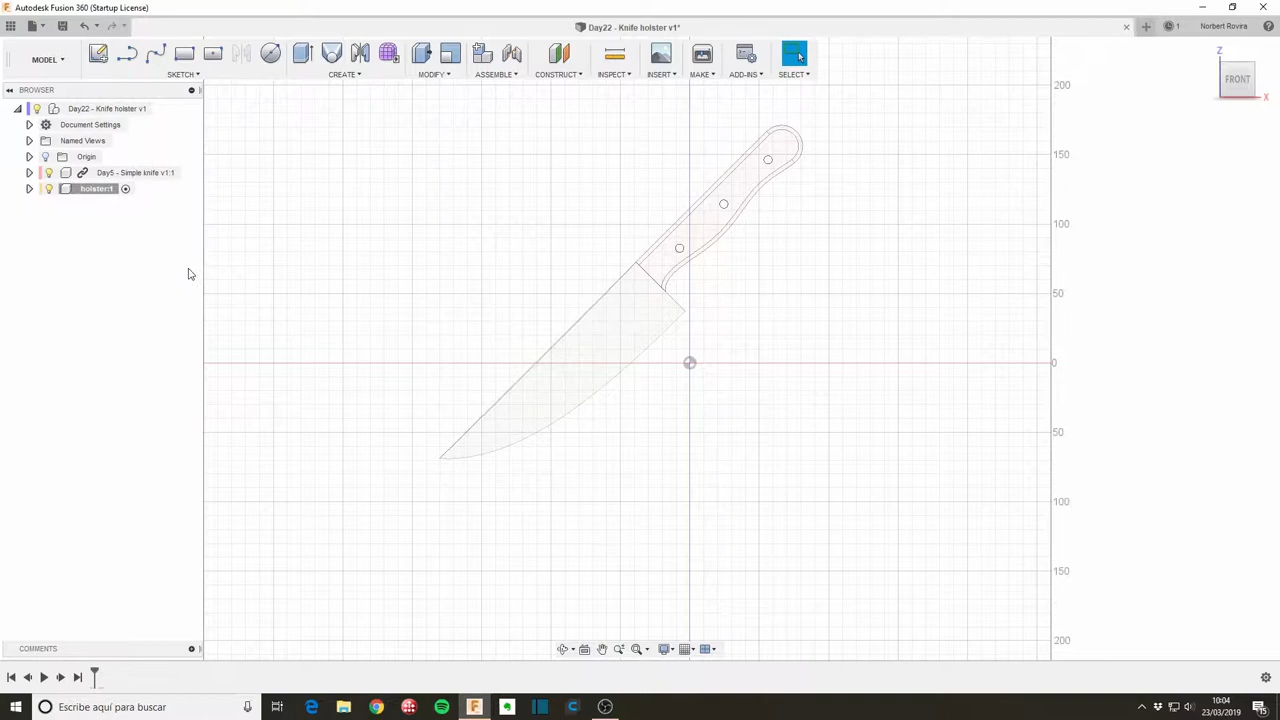 Autodesk Fusion 360 (Startup License)
Day22 - Knife holster v1*
1
Norbert Rovira
MODEL
SKETCH
CREATE
MODIFY
ASSEMBLE
CONSTRUCT
INSPECT
INSERT
MAKE
ADD-INS
SELECT
BROWSER
Day22 - Knife holster v1
Document Settings
Named Views
Origin
Day5 - Simple knife v1:1
holster:1
Z
FRONT
X
200
150
100
50
0
50
100
150
200
COMMENTS
Escribe aquí para buscar
10:04
23/03/2019